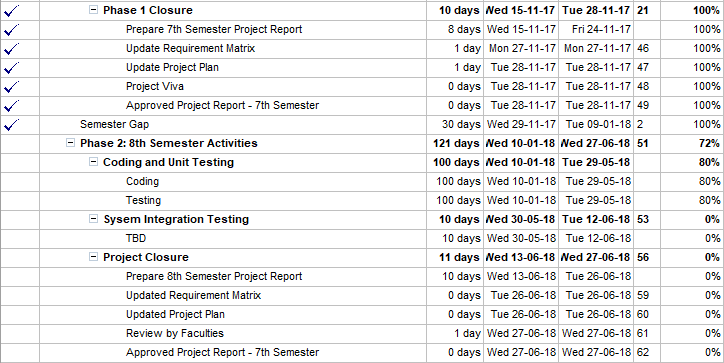 Phase 1 Closure 10 days Wed 15-11-17 Tue 28-11-17 21 100%
Prepare 7th Semester Project Report 8 days Wed 15-11-17 Fri 24-11-17 100%
Update Requirement Matrix 1 day Mon 27-11-17 Mon 27-11-17 46 100%
Update Project Plan 1 day Tue 28-11-17 Tue 28-11-17 47 100%
Project Viva 0 days Tue 28-11-17 Tue 28-11-17 48 100%
Approved Project Report - 7th Semester 0 days Tue 28-11-17 Tue 28-11-17 49 100%
Semester Gap 30 days Wed 29-11-17 Tue 09-01-18 2 100%
Phase 2: 8th Semester Activities 121 days Wed 10-01-18 Wed 27-06-18 51 72%
Coding and Unit Testing 100 days Wed 10-01-18 Tue 29-05-18 80%
Coding 100 days Wed 10-01-18 Tue 29-05-18 80%
Testing 100 days Wed 10-01-18 Tue 29-05-18 80%
Sysem Integration Testing 10 days Wed 30-05-18 Tue 12-06-18 53 0%
TBD 10 days Wed 30-05-18 Tue 12-06-18 0%
Project Closure 11 days Wed 13-06-18 Wed 27-06-18 56 0%
Prepare 8th Semester Project Report 10 days Wed 13-06-18 Tue 26-06-18 0%
Updated Requirement Matrix 0 days Tue 26-06-18 Tue 26-06-18 59 0%
Updated Project Plan 0 days Tue 26-06-18 Tue 26-06-18 60 0%
Review by Faculties 1 day Wed 27-06-18 Wed 27-06-18 61 0%
Approved Project Report - 7th Semester 0 days Wed 27-06-18 Wed 27-06-18 62 0%